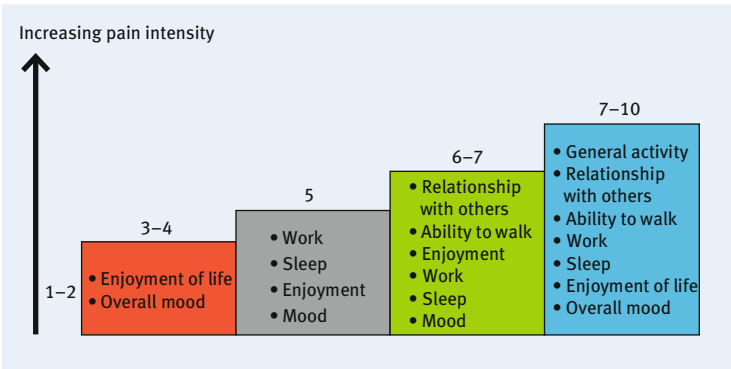 Increasing pain intensity
1–2
3–4
• Enjoyment of life
• Overall mood
5
• Work
• Sleep
• Enjoyment
• Mood
6–7
• Relationship
with others
• Ability to walk
• Enjoyment
• Work
• Sleep
• Mood
7–10
• General activity
• Relationship
with others
• Ability to walk
• Work
• Sleep
• Enjoyment of life
• Overall mood